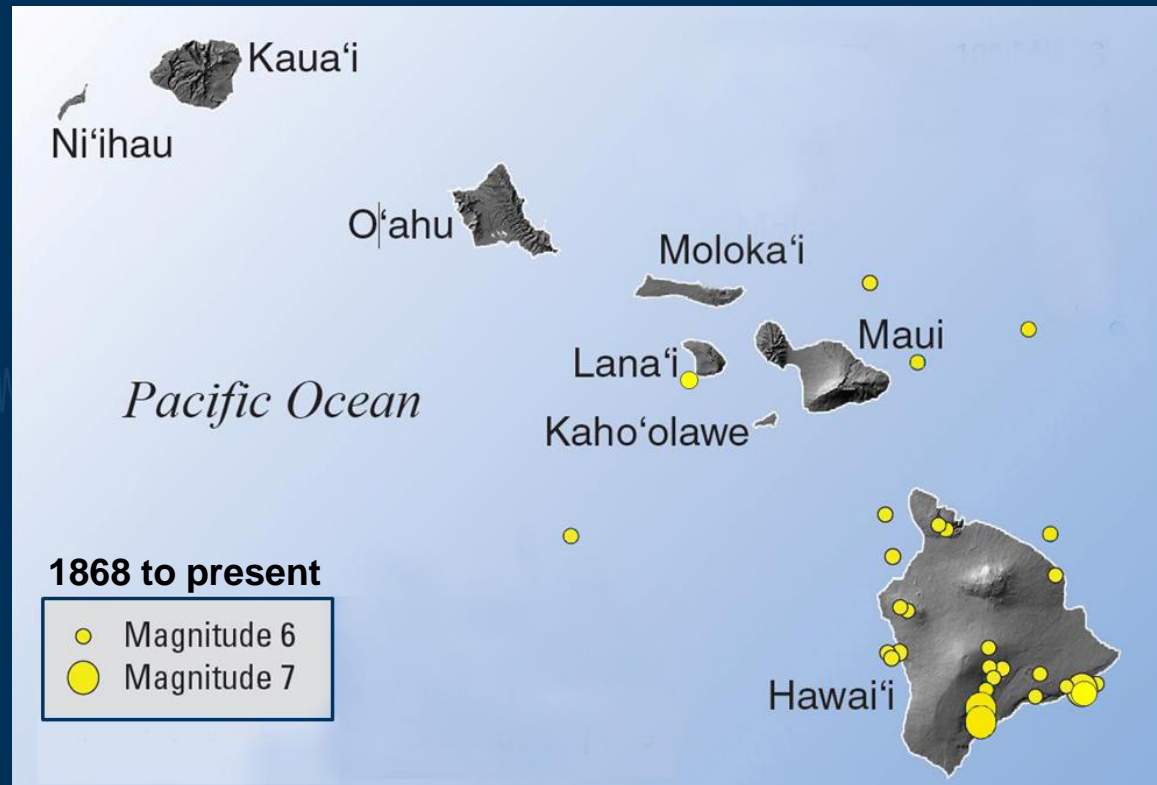 Kaua‘i
Ni‘ihau
O‘ahu
Moloka‘i
Maui
Lana‘i
Pacific Ocean
Kaho‘olawe
1868 to present
Magnitude 6
Magnitude 7
Hawai‘i